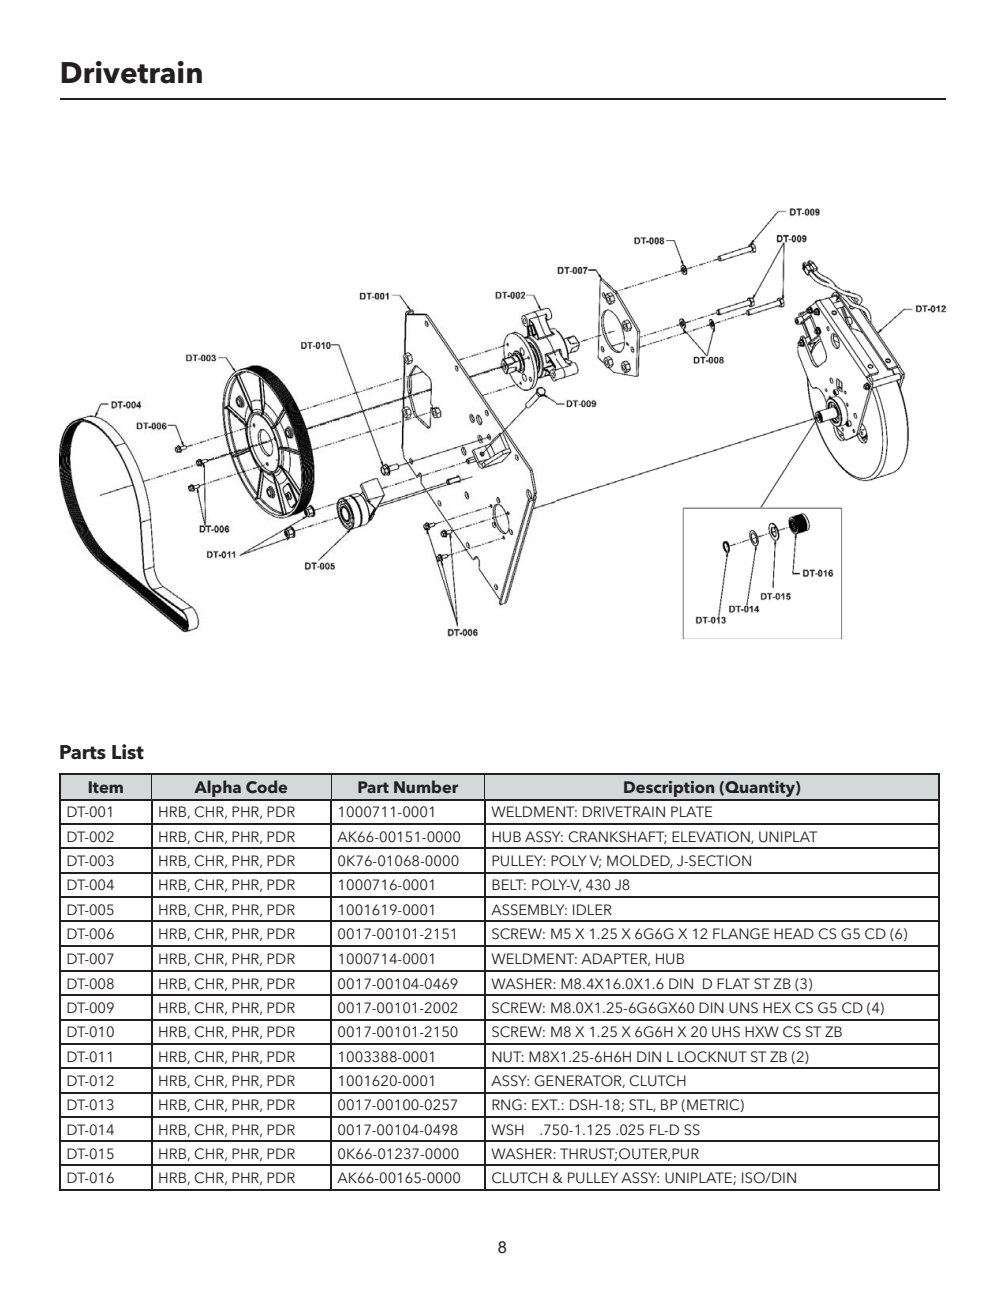 Drivetrain
DT-009
DT-008
DT-009
DT-007
DT-001
DT-002
DT-012
DT-010
DT-003
DT-008
DT-004
DT-009
DT-006
DT-006
DT-011
DT-005
DT-016
DT-015
DT-014
DT-013
DT-006
Parts List
Item Alpha Code Part Number Description (Quantity)
DT-001 HRB, CHR, PHR, PDR 1000711-0001 WELDMENT: DRIVETRAIN PLATE
DT-002 HRB, CHR, PHR, PDR AK66-00151-0000 HUB ASSY: CRANKSHAFT; ELEVATION, UNIPLAT
DT-003 HRB, CHR, PHR, PDR 0K76-01068-0000 PULLEY: POLY V; MOLDED, J-SECTION
DT-004 HRB, CHR, PHR, PDR 1000716-0001 BELT: POLY-V, 430 J8
DT-005 HRB, CHR, PHR, PDR 1001619-0001 ASSEMBLY: IDLER
DT-006 HRB, CHR, PHR, PDR 0017-00101-2151 SCREW: M5 X 1.25 X 6G6G X 12 FLANGE HEAD CS G5 CD (6)
DT-007 HRB, CHR, PHR, PDR 1000714-0001 WELDMENT: ADAPTER, HUB
DT-008 HRB, CHR, PHR, PDR 0017-00104-0469 WASHER: M8.4X16.0X1.6 DIN D FLAT ST ZB (3)
DT-009 HRB, CHR, PHR, PDR 0017-00101-2002 SCREW: M8.0X1.25-6G6GX60 DIN UNS HEX CS G5 CD (4)
DT-010 HRB, CHR, PHR, PDR 0017-00101-2150 SCREW: M8 X 1.25 X 6G6H X 20 UHS HXW CS ST ZB
DT-011 HRB, CHR, PHR, PDR 1003388-0001 NUT: M8X1.25-6H6H DIN L LOCKNUT ST ZB (2)
DT-012 HRB, CHR, PHR, PDR 1001620-0001 ASSY: GENERATOR, CLUTCH
DT-013 HRB, CHR, PHR, PDR 0017-00100-0257 RNG: EXT.: DSH-18; STL, BP (METRIC)
DT-014 HRB, CHR, PHR, PDR 0017-00104-0498 WSH .750-1.125 .025 FL-D SS
DT-015 HRB, CHR, PHR, PDR 0K66-01237-0000 WASHER: THRUST;OUTER,PUR
DT-016 HRB, CHR, PHR, PDR AK66-00165-0000 CLUTCH & PULLEY ASSY: UNIPLATE; ISO/DIN
8